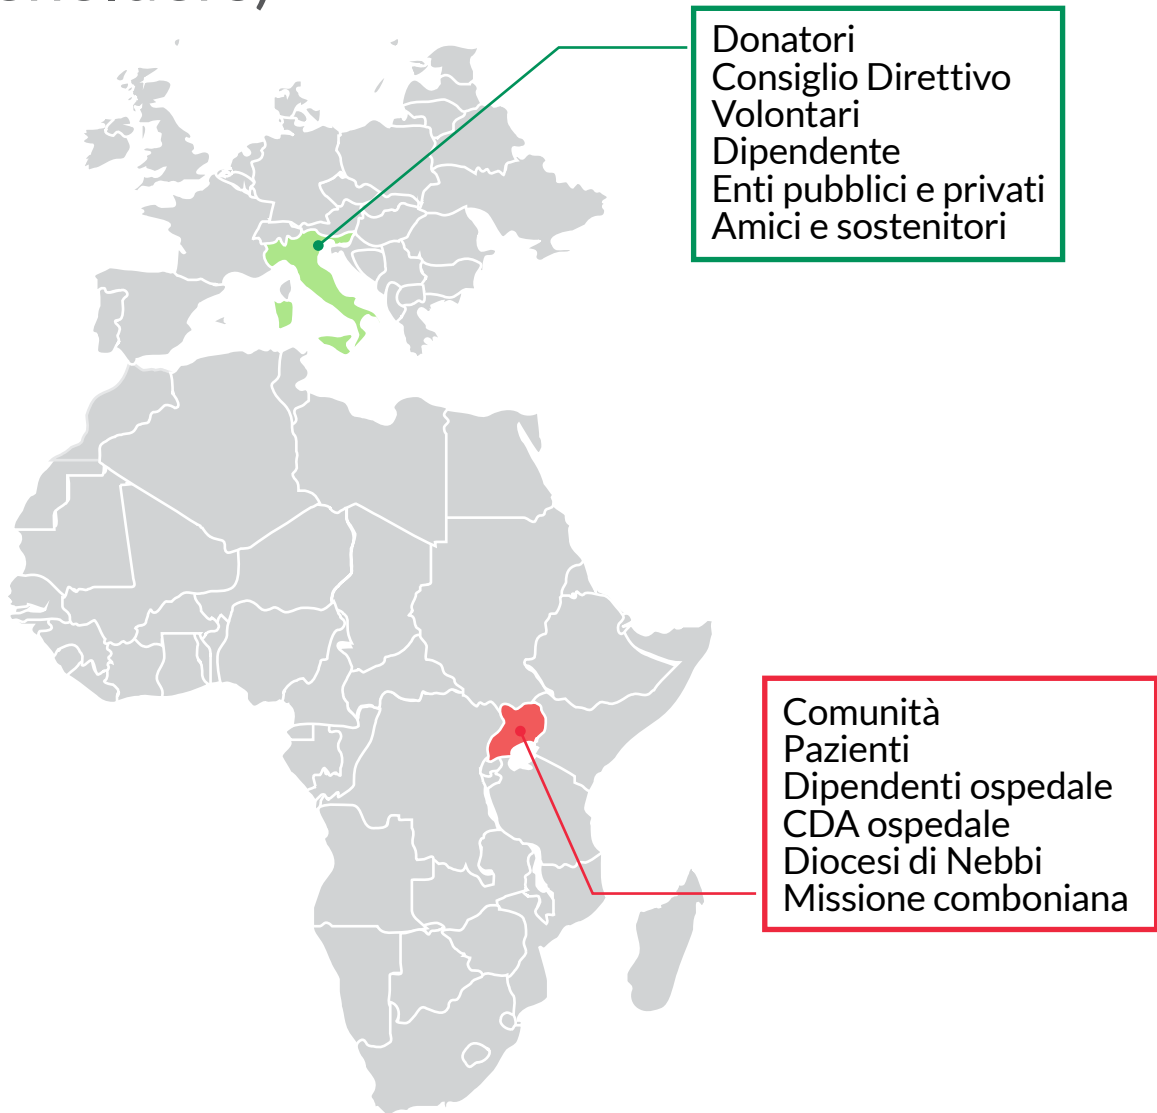 Donatori
Consiglio Direttivo
Volontari
Dipendente
Enti pubblici e privati
Amici e sostenitori
Comunità
Pazienti
Dipendenti ospedale
CDA ospedale
Diocesi di Nebbi
Missione comboniana